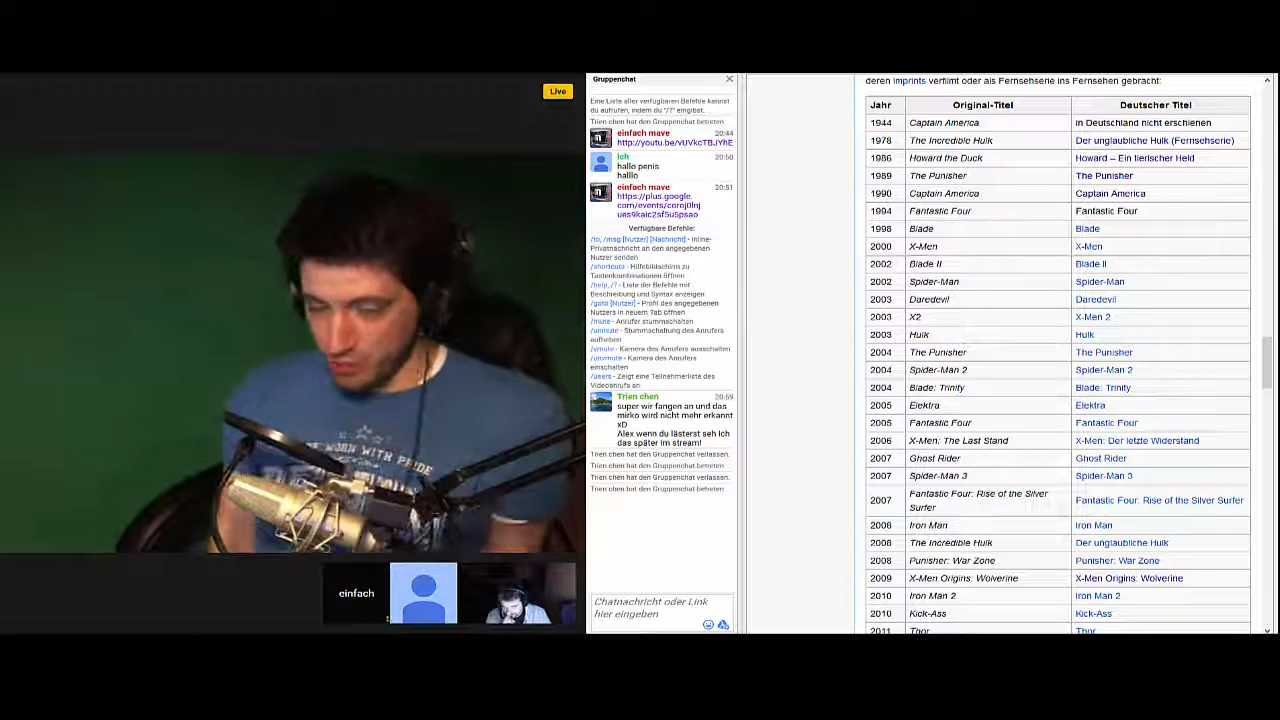 Live
WORN WITH PRIDE
einfach
Gruppenchat
Eine Liste aller verfügbaren Befehle kannst
du aufrufen, indem du "/?" eingibst.
Trien chen hat den Gruppenchat betreten
einfach mave 20:44
http://youtu.be/vUVkcTBJYhE
Ich 20:50
hallo penis
halllo
einfach mave 20:51
https://plus.google.
com/events/coroj0lnj
ues9kaic2sf5u5psao
Verfügbare Befehle:
/to, /msg [Nutzer] [Nachricht] - Inline-
Privatnachricht an den angegebenen
Nutzer senden
/shortcuts - Hilfebildschirm zu
Tastenkombinationen öffnen
/help, /? - Liste der Befehle mit
Beschreibung und Syntax anzeigen
/goto [Nutzer] - Profil des angegebenen
Nutzers in neuem Tab öffnen
/mute - Anrufer stummschalten
/unmute - Stummschaltung des Anrufers
aufheben
/vmute - Kamera des Anrufers ausschalten
/unvmute - Kamera des Anrufers
einschalten
/users - Zeigt eine Teilnehmerliste des
Videoanrufs an
Trien chen 20:59
super wir fangen an und das
mirko wird nicht mehr erkannt
xD
Alex wenn du lästerst seh ich
das später im stream!
Trien chen hat den Gruppenchat verlassen.
Trien chen hat den Gruppenchat betreten
Trien chen hat den Gruppenchat verlassen.
Trien chen hat den Gruppenchat betreten
Chatnachricht oder Link
hier eingeben
deren Imprints verfilmt oder als Fernsehserie ins Fernsehen gebracht:
Jahr Original-Titel Deutscher Titel
1944 Captain America in Deutschland nicht erschienen
1978 The Incredible Hulk Der unglaubliche Hulk (Fernsehserie)
1986 Howard the Duck Howard – Ein tierischer Held
1989 The Punisher The Punisher
1990 Captain America Captain America
1994 Fantastic Four Fantastic Four
1998 Blade Blade
2000 X-Men X-Men
2002 Blade II Blade II
2002 Spider-Man Spider-Man
2003 Daredevil Daredevil
2003 X2 X-Men 2
2003 Hulk Hulk
2004 The Punisher The Punisher
2004 Spider-Man 2 Spider-Man 2
2004 Blade: Trinity Blade: Trinity
2005 Elektra Elektra
2005 Fantastic Four Fantastic Four
2006 X-Men: The Last Stand X-Men: Der letzte Widerstand
2007 Ghost Rider Ghost Rider
2007 Spider-Man 3 Spider-Man 3
2007 Fantastic Four: Rise of the Silver
Surfer Fantastic Four: Rise of the Silver Surfer
2008 Iron Man Iron Man
2008 The Incredible Hulk Der unglaubliche Hulk
2008 Punisher: War Zone Punisher: War Zone
2009 X-Men Origins: Wolverine X-Men Origins: Wolverine
2010 Iron Man 2 Iron Man 2
2010 Kick-Ass Kick-Ass
2011 Thor Thor